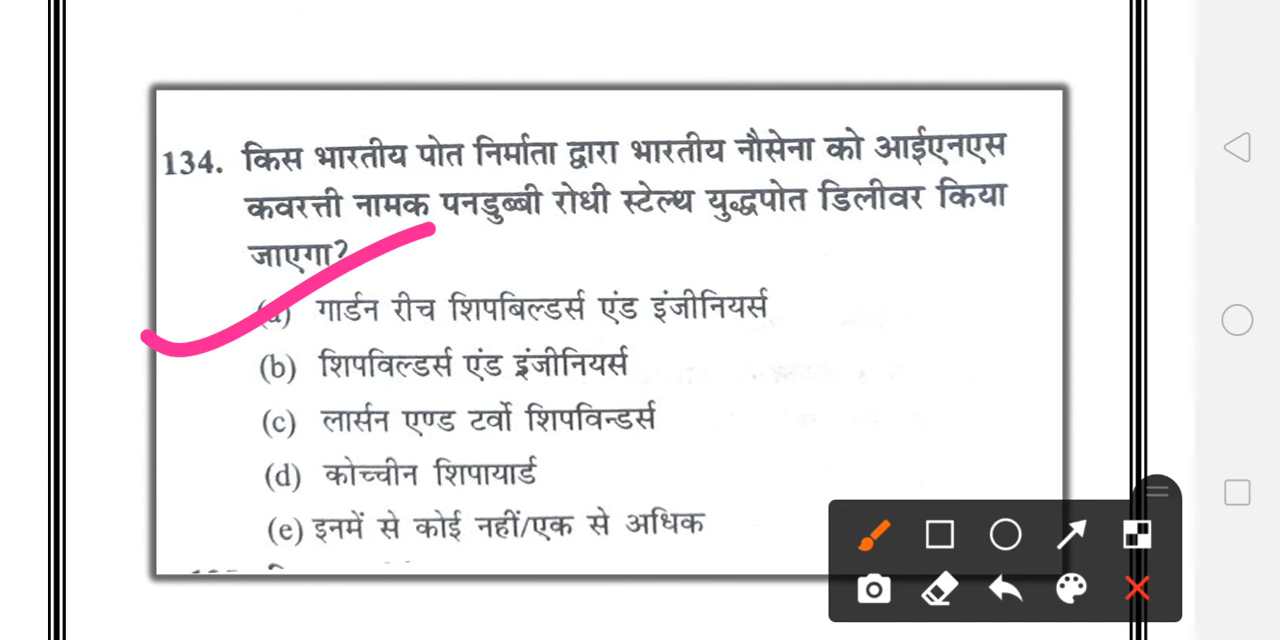 134. किस भारतीय पोत निर्माता द्वारा भारतीय नौसेना को आईएनएस
कवरत्ती नामक पनडुब्बी रोधी स्टेल्थ युद्धपोत डिलीवर किया
जाएगा?
(a) गार्डन रीच शिपबिल्डर्स एंड इंजीनियर्स
(b) शिपविल्डर्स एंड इंजीनियर्स
(c) लार्सन एण्ड टर्वो शिपविन्डर्स
(d) कोच्चीन शिपायार्ड
(e) इनमें से कोई नहीं/एक से अधिक